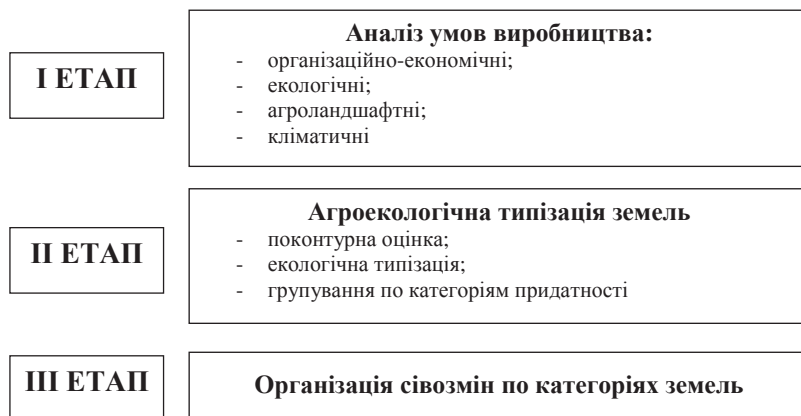 І ЕТАП
Аналіз умов виробництва:
- організаційно-економічні;
- екологічні;
- агроландшафтні;
- кліматичні
ІІ ЕТАП
Агроекологічна типізація земель
- поконтурна оцінка;
- екологічна типізація;
- групування по категоріям придатності
ІІІ ЕТАП
Організація сівозмін по категоріях земель